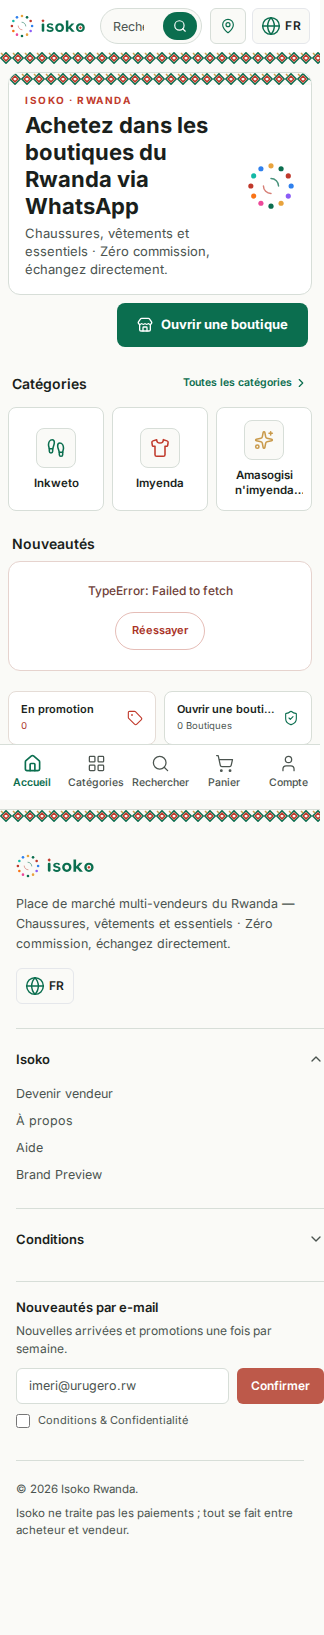 isoko
Rech
FR
ISOKO · RWANDA
Achetez dans les
boutiques du
Rwanda via
WhatsApp
Chaussures, vêtements et
essentiels · Zéro commission,
échangez directement.
Ouvrir une boutique
Catégories
Toutes les catégories
Inkweto
Imyenda
Amasogisi
n'imyenda...
Nouveautés
TypeError: Failed to fetch
Réessayer
En promotion
0
Ouvrir une bouti...
0 Boutiques
Accueil
Catégories
Rechercher
Panier
Compte
isoko
Place de marché multi-vendeurs du Rwanda —
Chaussures, vêtements et essentiels · Zéro
commission, échangez directement.
FR
Isoko
Devenir vendeur
À propos
Aide
Brand Preview
Conditions
Nouveautés par e-mail
Nouvelles arrivées et promotions une fois par
semaine.
imeri@urugero.rw
Confirmer
Conditions & Confidentialité
© 2026 Isoko Rwanda.
Isoko ne traite pas les paiements ; tout se fait entre
acheteur et vendeur.